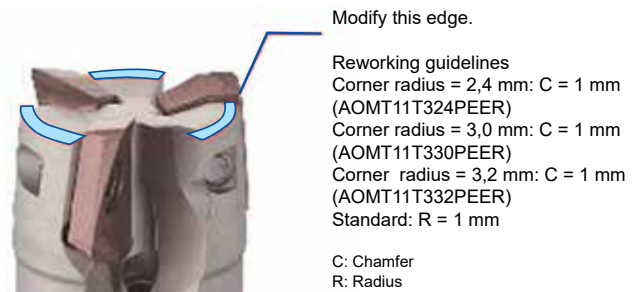 Modify this edge.
Reworking guidelines
Corner radius = 2,4 mm: C = 1 mm
(AOMT11T324PEER)
Corner radius = 3,0 mm: C = 1 mm
(AOMT11T330PEER)
Corner radius = 3,2 mm: C = 1 mm
(AOMT11T332PEER)
Standard: R = 1 mm
C: Chamfer
R: Radius